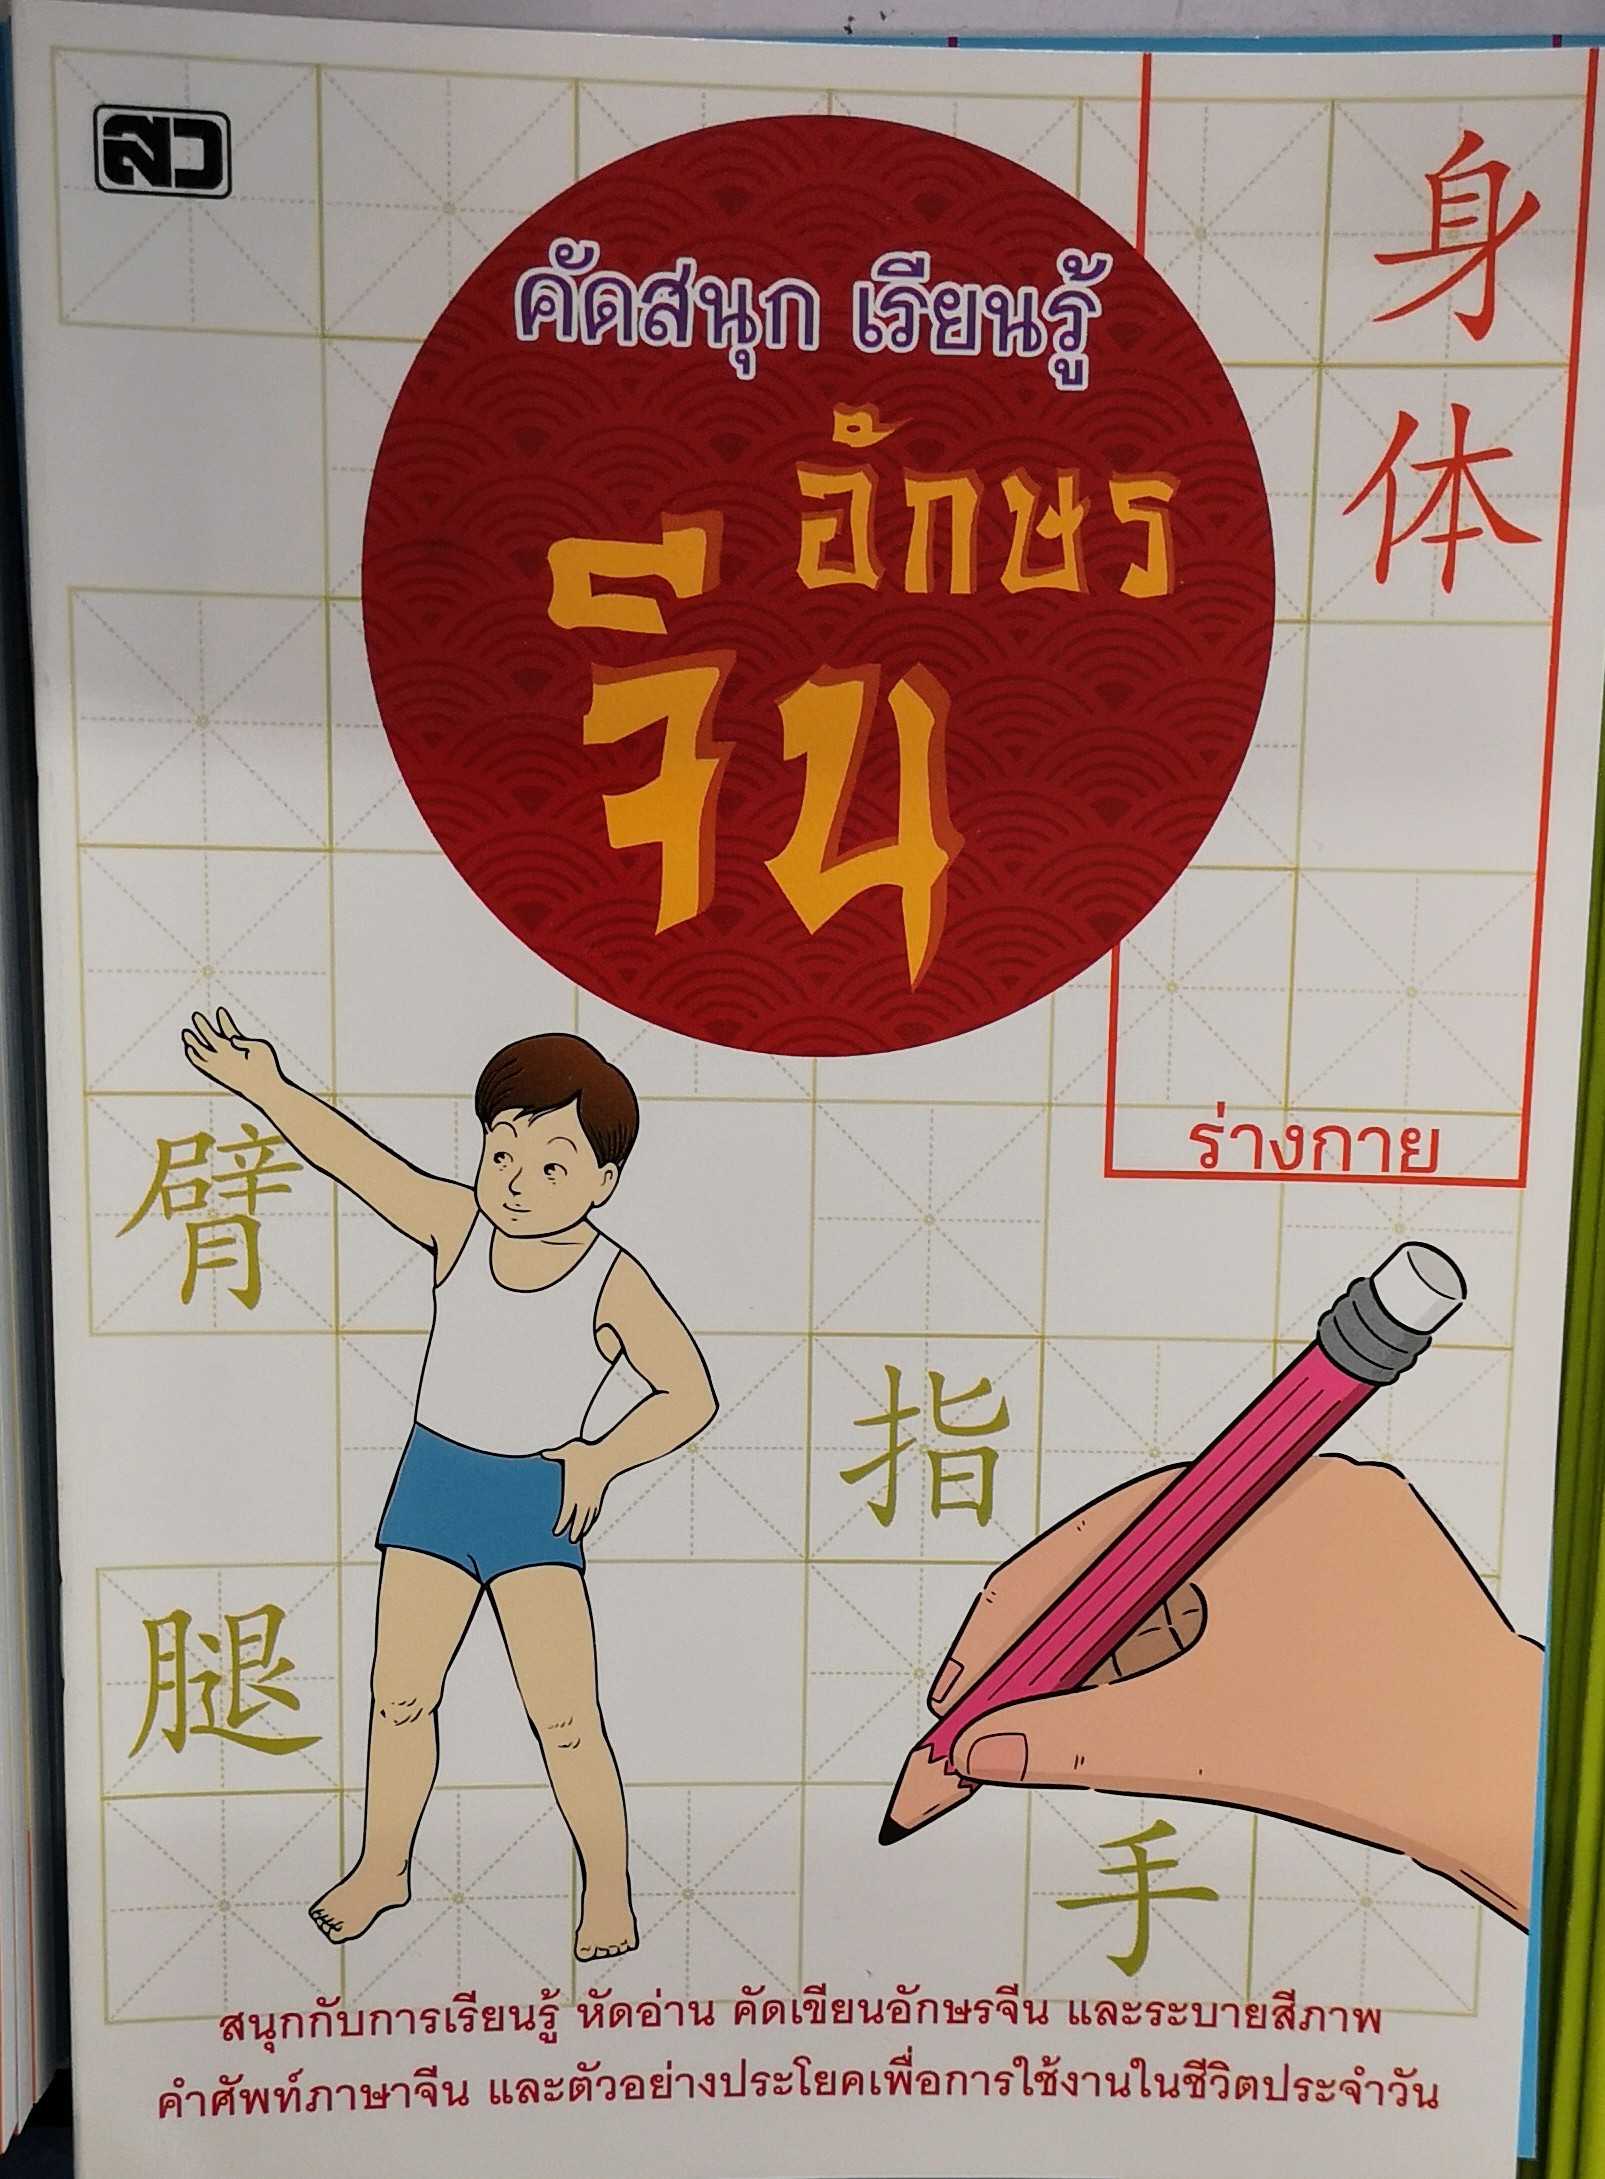 สว
คัดสนุก เรียนรู้
อักษร
จีน
身
体
ร่างกาย
臂
指
腿
手
สนุกกับการเรียนรู้ หัดอ่าน คัดเขียนอักษรจีน และระบายสีภาพ
คำศัพท์ภาษาจีน และตัวอย่างประโยคเพื่อการใช้งานในชีวิตประจำวัน